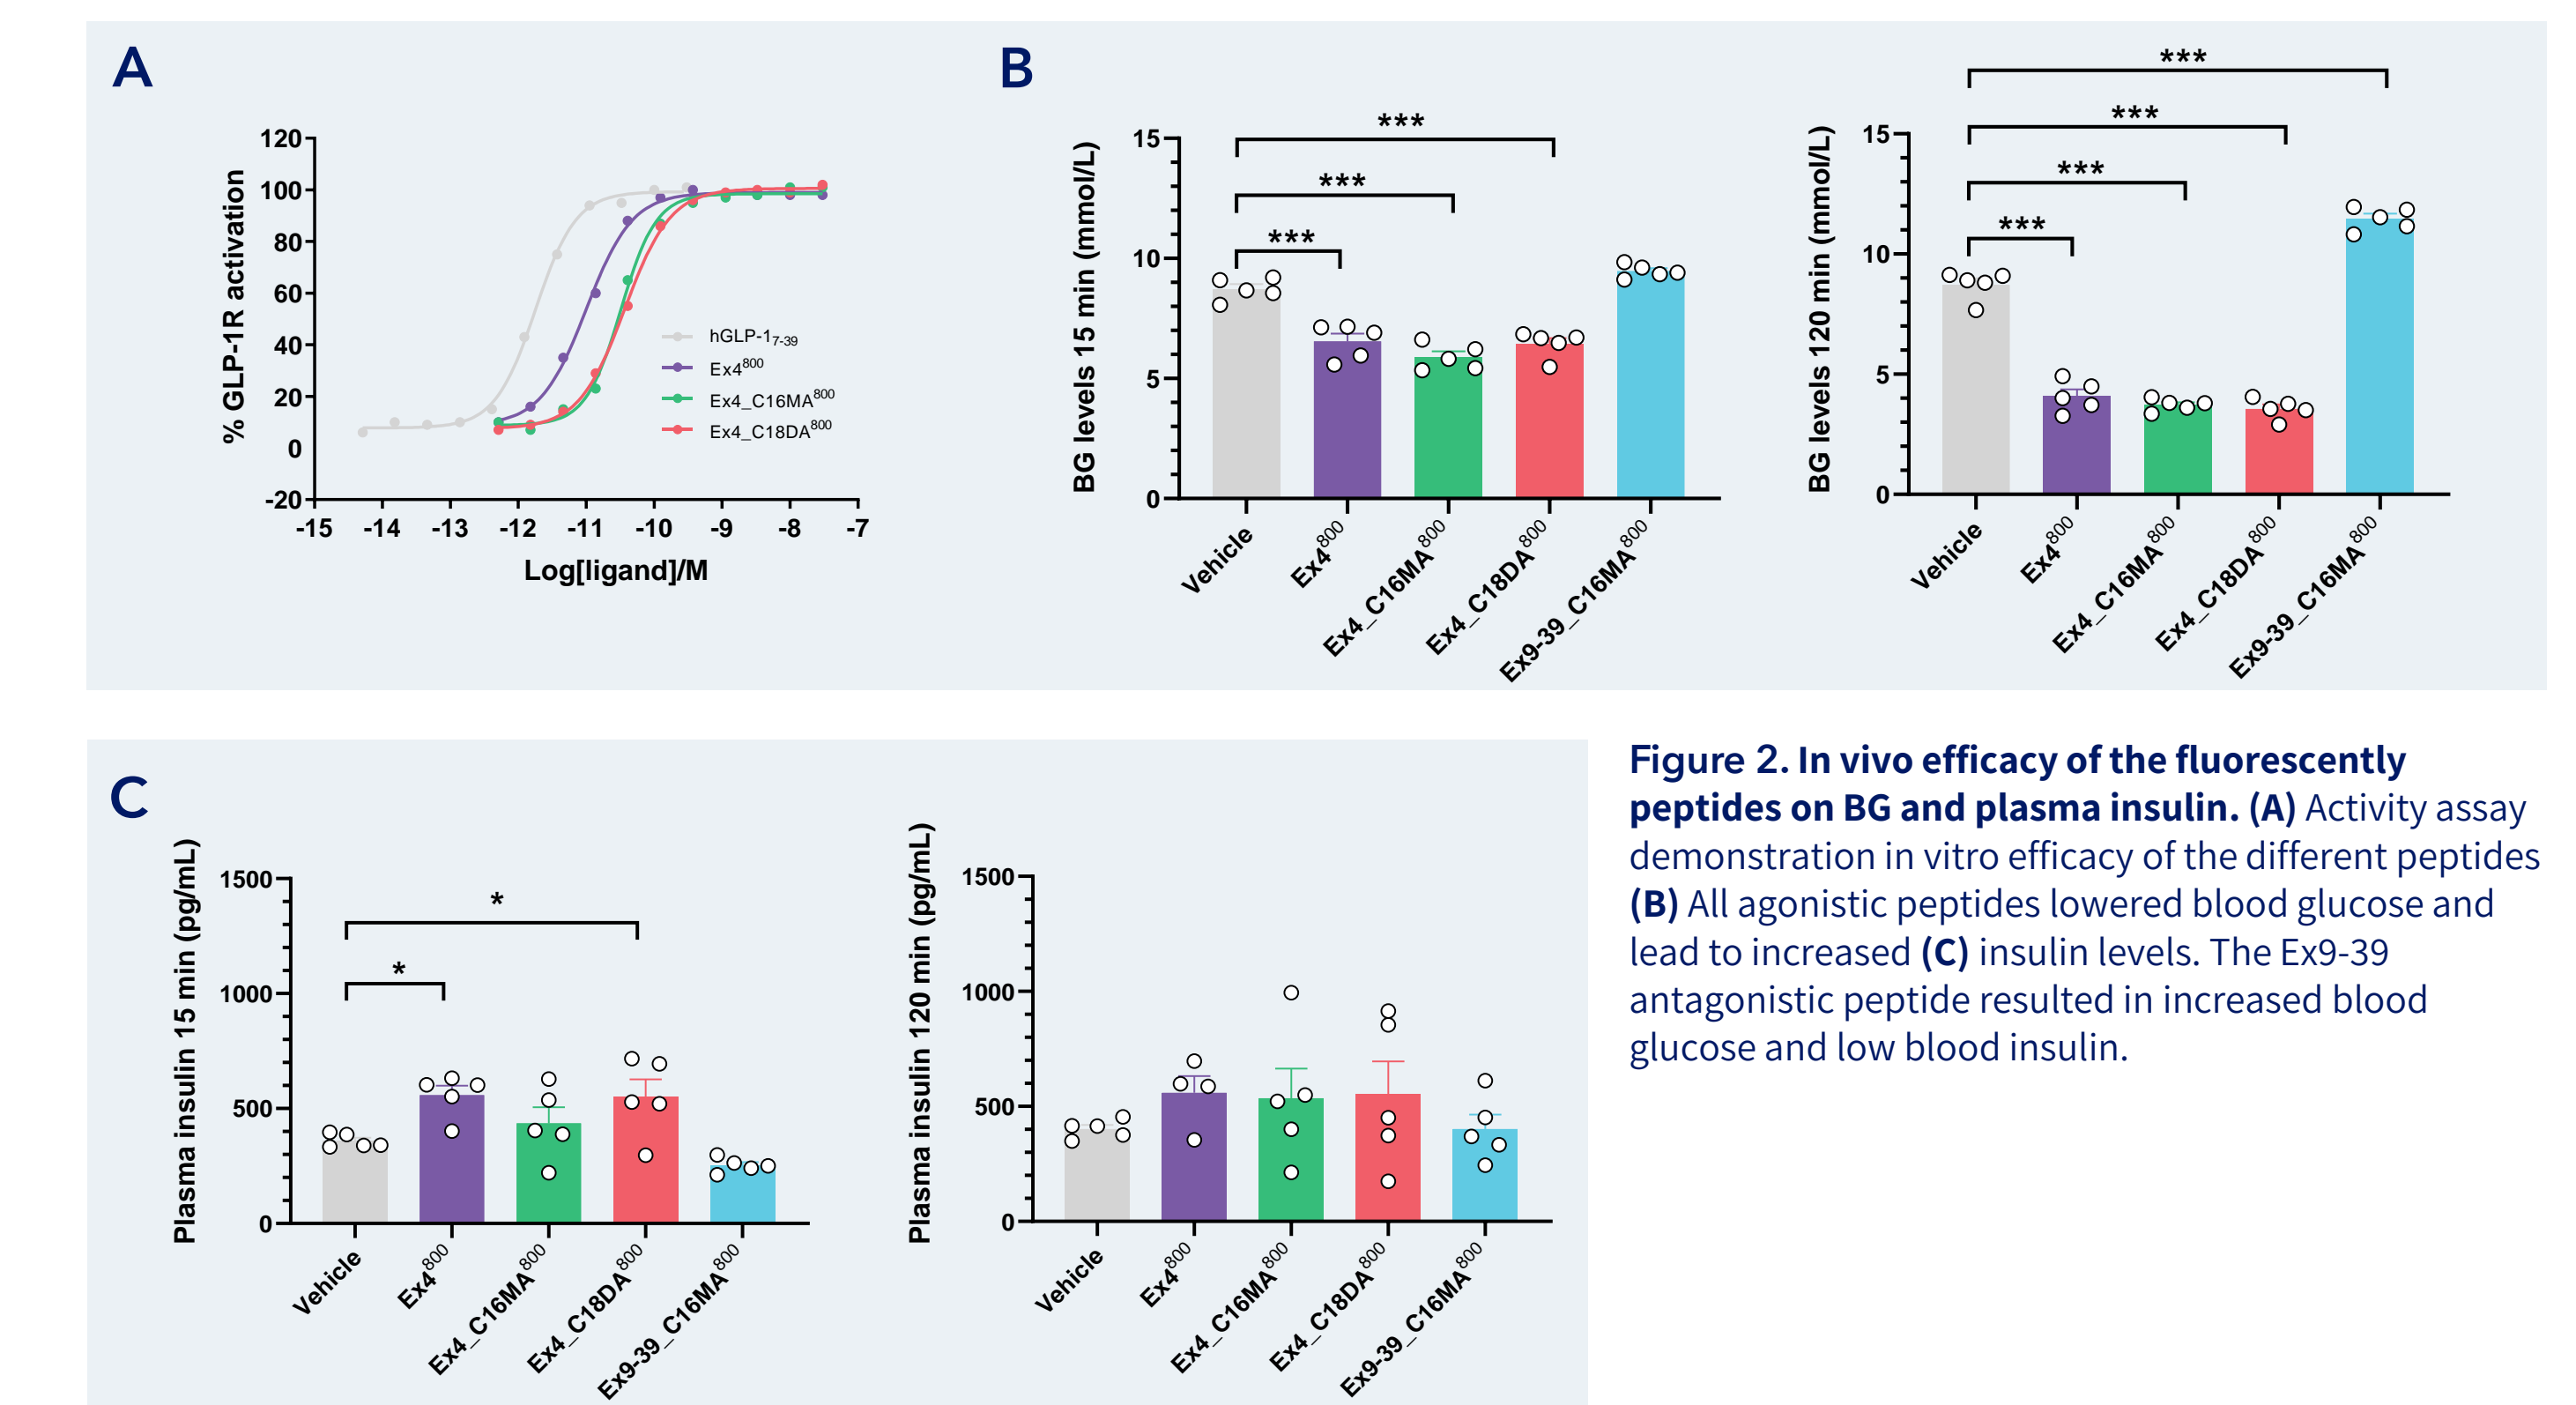 A
% GLP-1R activation
120
100
80
60
40
20
0
-20
-15 -14 -13 -12 -11 -10 -9 -8 -7
Log[ligand]/M
hGLP-1₇₋₃₉
Ex4⁸⁰⁰
Ex4_C16MA⁸⁰⁰
Ex4_C18DA⁸⁰⁰
B
BG levels 15 min (mmol/L)
15
10
5
0
***
***
***
Vehicle
Ex4⁸⁰⁰
Ex4_C16MA⁸⁰⁰
Ex4_C18DA⁸⁰⁰
Ex9-39_C16MA⁸⁰⁰
BG levels 120 min (mmol/L)
15
10
5
0
***
***
***
***
Vehicle
Ex4⁸⁰⁰
Ex4_C16MA⁸⁰⁰
Ex4_C18DA⁸⁰⁰
Ex9-39_C16MA⁸⁰⁰
C
Plasma insulin 15 min (pg/mL)
1500
1000
500
0
*
*
Vehicle
Ex4⁸⁰⁰
Ex4_C16MA⁸⁰⁰
Ex4_C18DA⁸⁰⁰
Ex9-39_C16MA⁸⁰⁰
Plasma insulin 120 min (pg/mL)
1500
1000
500
0
Vehicle
Ex4⁸⁰⁰
Ex4_C16MA⁸⁰⁰
Ex4_C18DA⁸⁰⁰
Ex9-39_C16MA⁸⁰⁰
Figure 2. In vivo efficacy of the fluorescently
peptides on BG and plasma insulin. (A) Activity assay
demonstration in vitro efficacy of the different peptides
(B) All agonistic peptides lowered blood glucose and
lead to increased (C) insulin levels. The Ex9-39
antagonistic peptide resulted in increased blood
glucose and low blood insulin.